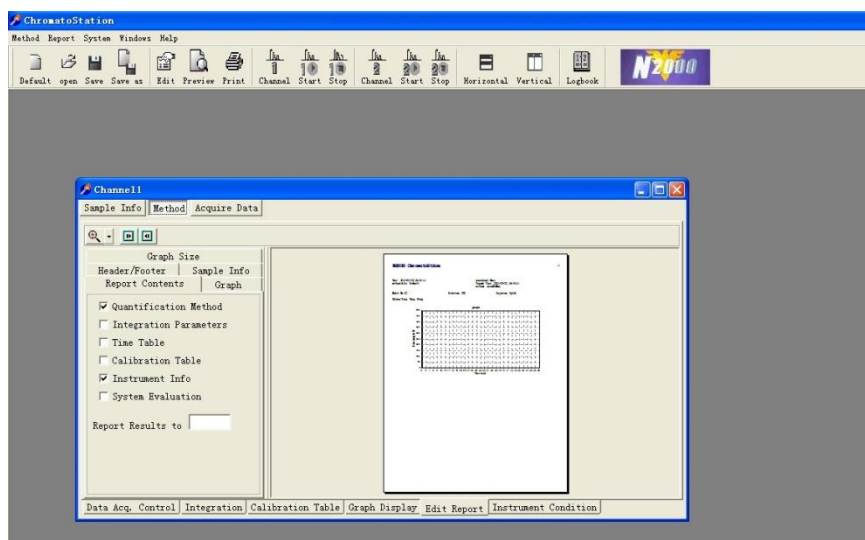 ChromatoStation
Method Report System Windows Help
Default open Save Save as Edit Preview Print Channel Start Stop Channel Start Stop Horizontal Vertical Logbook
N2000
Channel1
Sample Info Method Acquire Data
Graph Size
Header/Footer Sample Info
Report Contents Graph
Quantification Method
Integration Parameters
Time Table
Calibration Table
Instrument Info
System Evaluation
Report Results to
Data Acq. Control Integration Calibration Table Graph Display Edit Report Instrument Condition